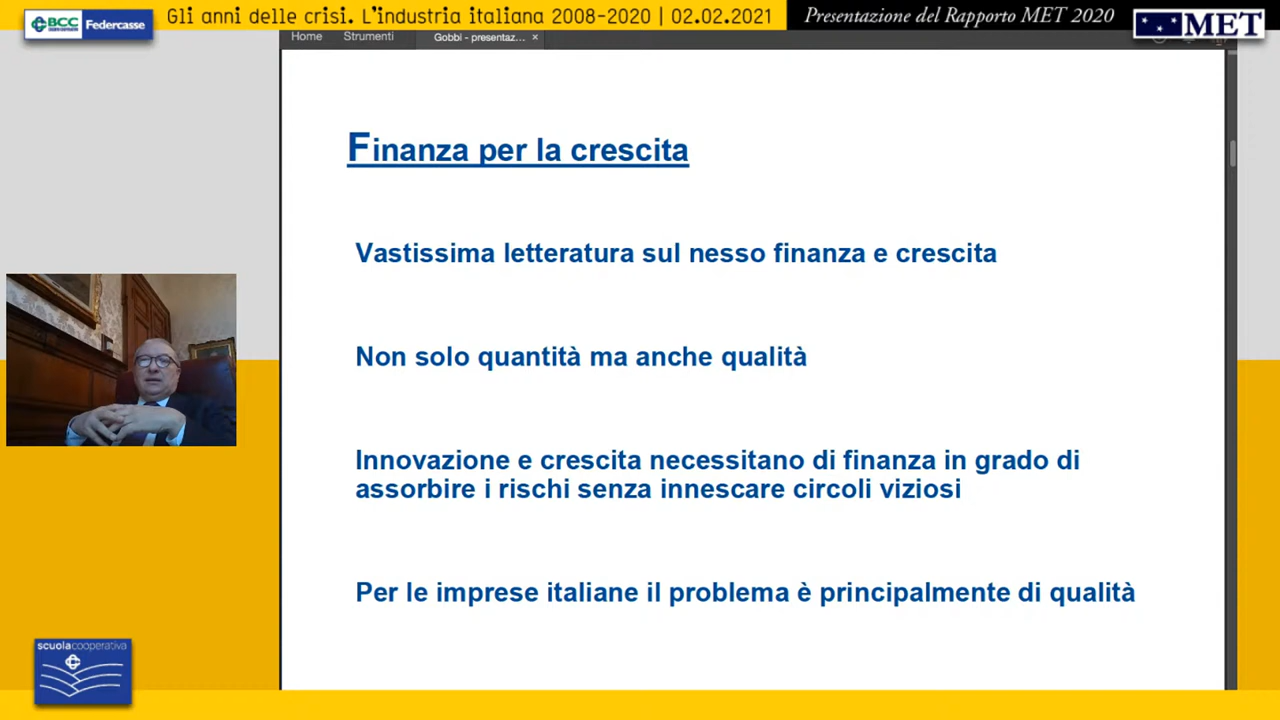 BCC
Federcasse
Gli anni delle crisi. L'industria italiana 2008-2020 | 02.02.2021
Presentazione del Rapporto MET 2020
MET
Home
Strumenti
Gobbi - presentaz... ×
Finanza per la crescita
Vastissima letteratura sul nesso finanza e crescita
Non solo quantità ma anche qualità
Innovazione e crescita necessitano di finanza in grado di
assorbire i rischi senza innescare circoli viziosi
Per le imprese italiane il problema è principalmente di qualità
scuolacooperativa